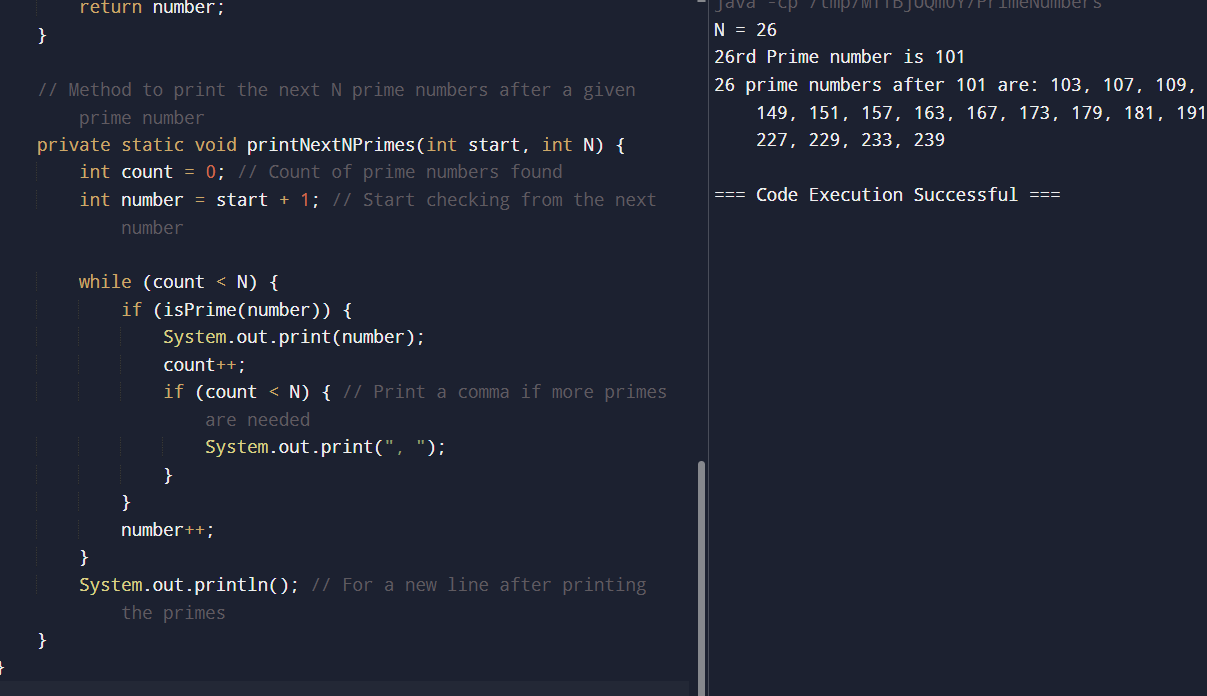 return number;
}
// Method to print the next N prime numbers after a given
prime number
private static void printNextNPrimes(int start, int N) {
int count = 0; // Count of prime numbers found
int number = start + 1; // Start checking from the next
number
while (count < N) {
if (isPrime(number)) {
System.out.print(number);
count++;
if (count < N) { // Print a comma if more primes
are needed
System.out.print(", ");
}
}
number++;
}
System.out.println(); // For a new line after printing
the primes
}
}
java -cp
N = 26
26rd Prime number is 101
26 prime numbers after 101 are: 103, 107, 109,
149, 151, 157, 163, 167, 173, 179, 181, 191
227, 229, 233, 239
=== Code Execution Successful ===